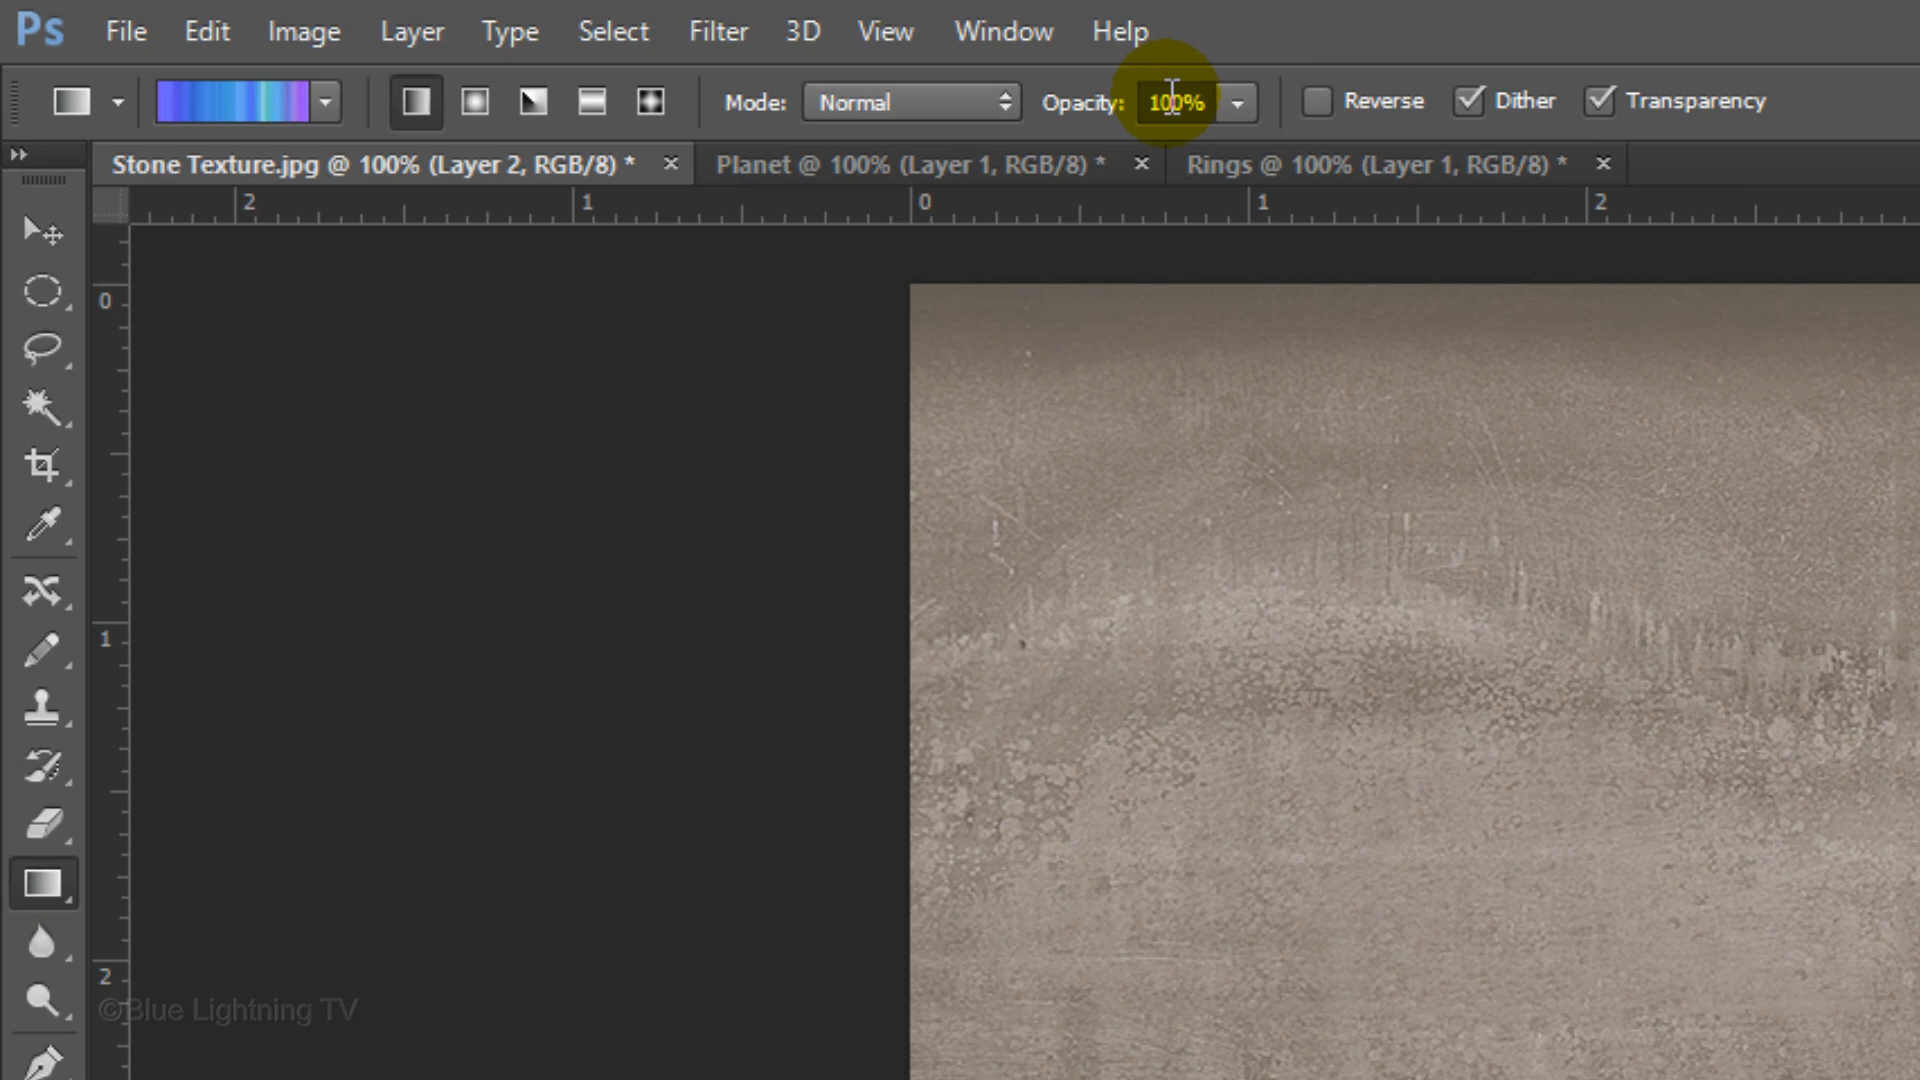 Ps File Edit Image Layer Type Select Filter 3D View Window Help
Mode: Normal Opacity: 100% Reverse Dither Transparency
Stone Texture.jpg @ 100% (Layer 2, RGB/8) * × Planet @ 100% (Layer 1, RGB/8) * × Rings @ 100% (Layer 1, RGB/8) * ×
2 1 0 1 2
0
1
2
©Blue Lightning TV